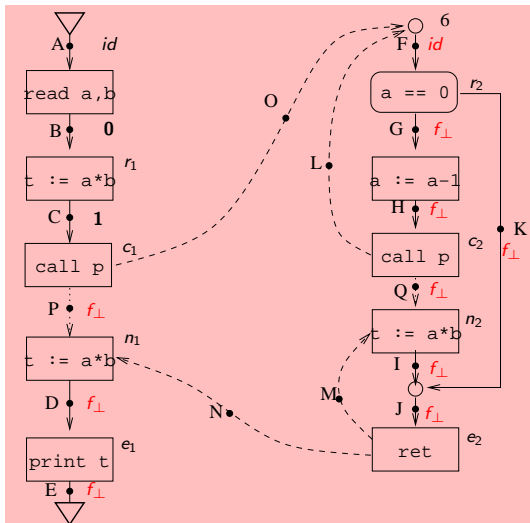 A id
read a,b
B 0
r1
t := a*b
C 1
c1
call p
P f⊥
n1
t := a*b
D f⊥
e1
print t
E f⊥
O
L
N
M
6
F id
r2
a == 0
G f⊥
a := a-1
H f⊥
K
f⊥
c2
call p
Q f⊥
n2
t := a*b
I f⊥
J f⊥
e2
ret